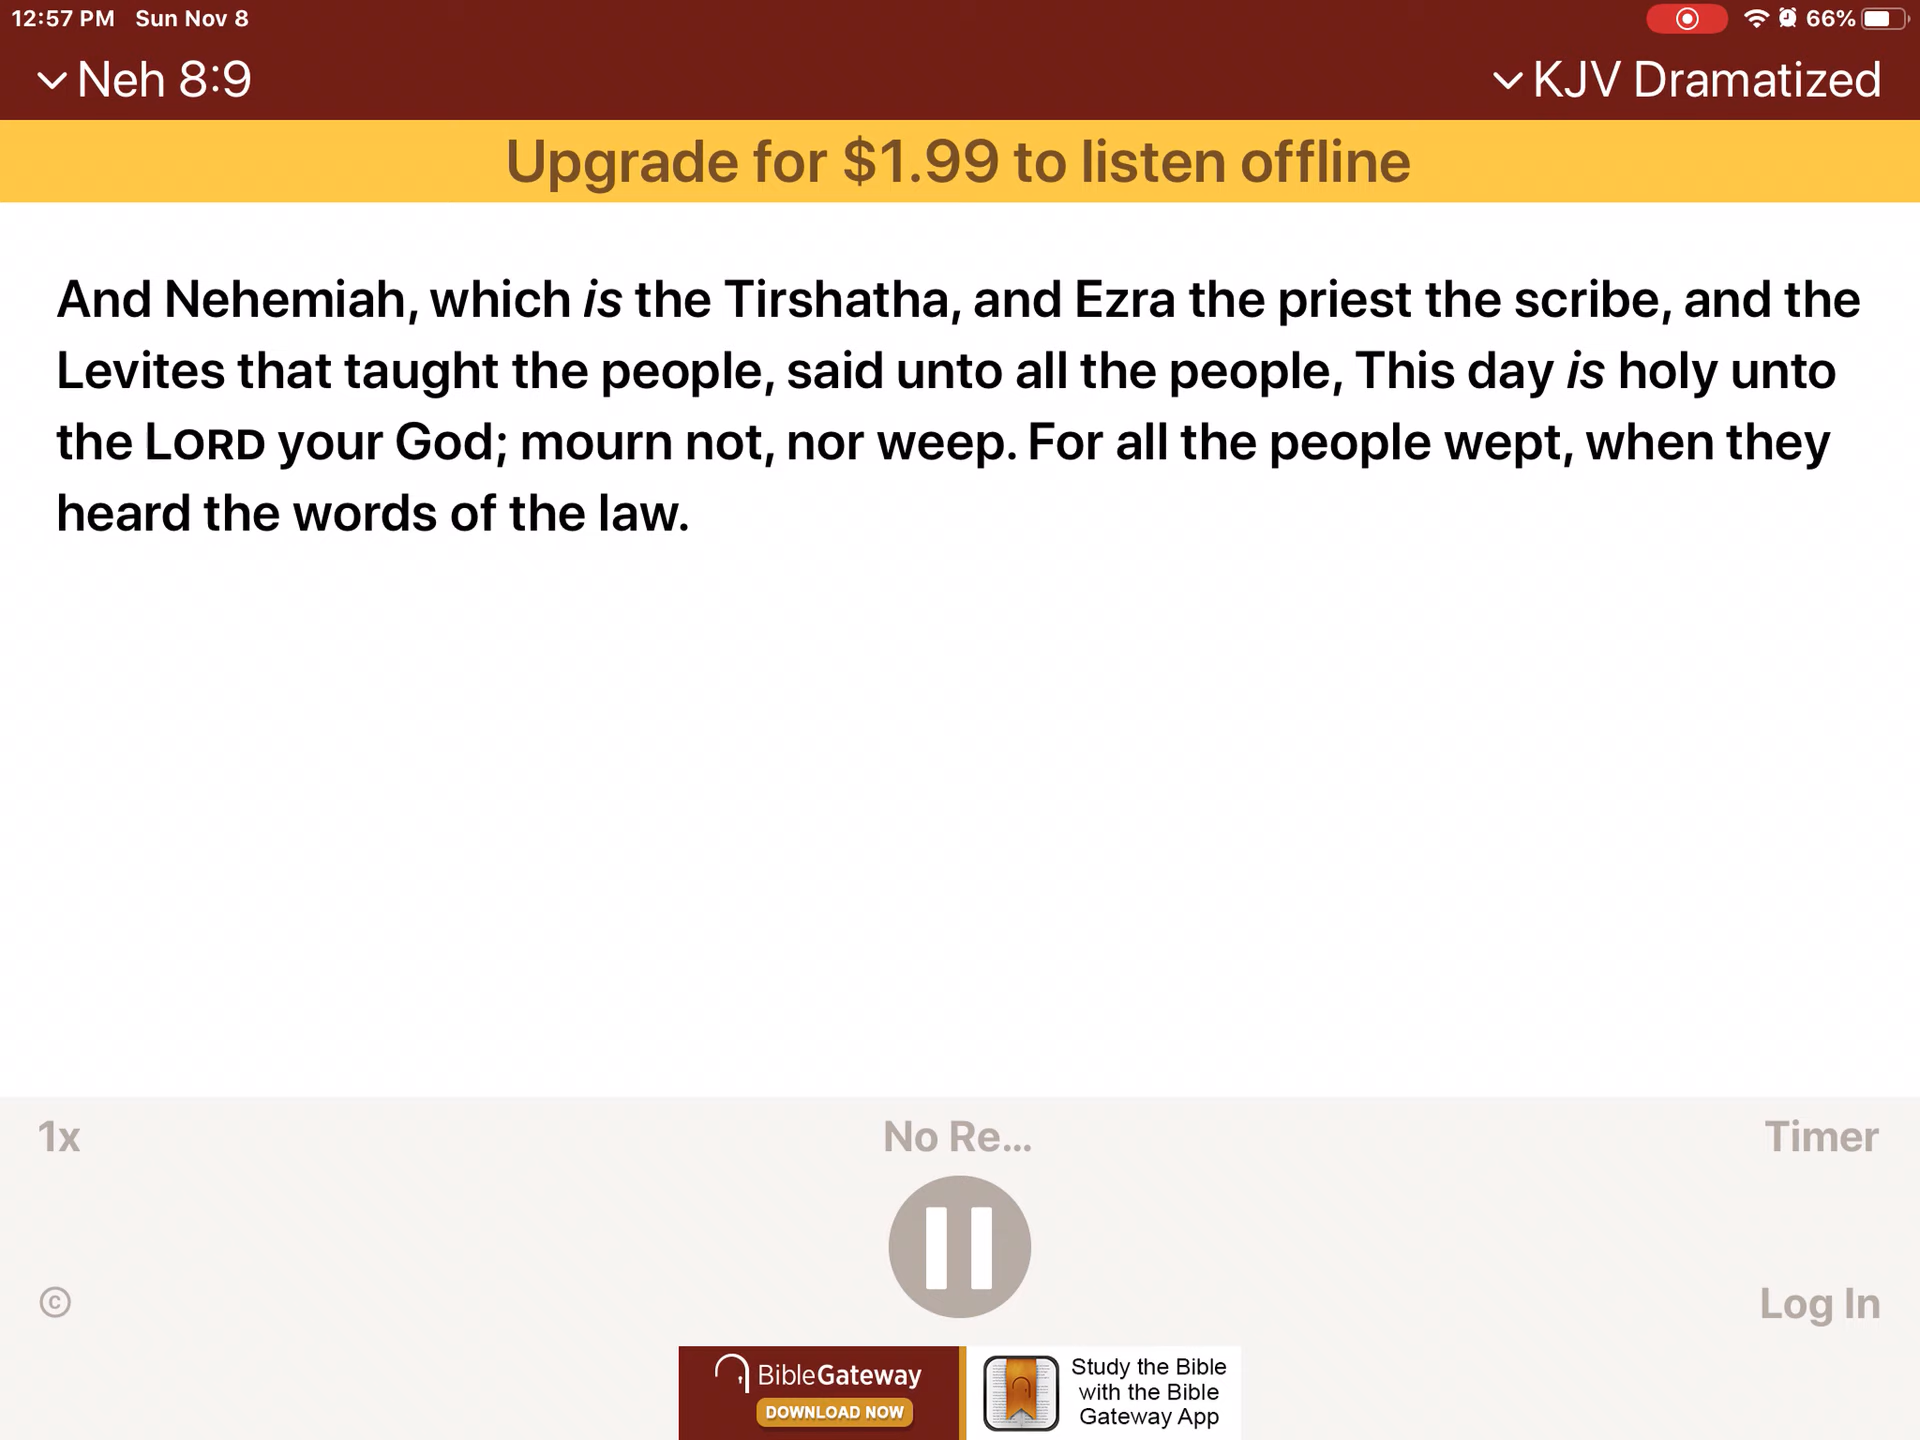 12:57 PM Sun Nov 8 66%
Neh 8:9 KJV Dramatized
Upgrade for $1.99 to listen offline
And Nehemiah, which is the Tirshatha, and Ezra the priest the scribe, and the
Levites that taught the people, said unto all the people, This day is holy unto
the LORD your God; mourn not, nor weep. For all the people wept, when they
heard the words of the law.
1x No Re... Timer
© Log In
BibleGateway
DOWNLOAD NOW
Study the Bible
with the Bible
Gateway App